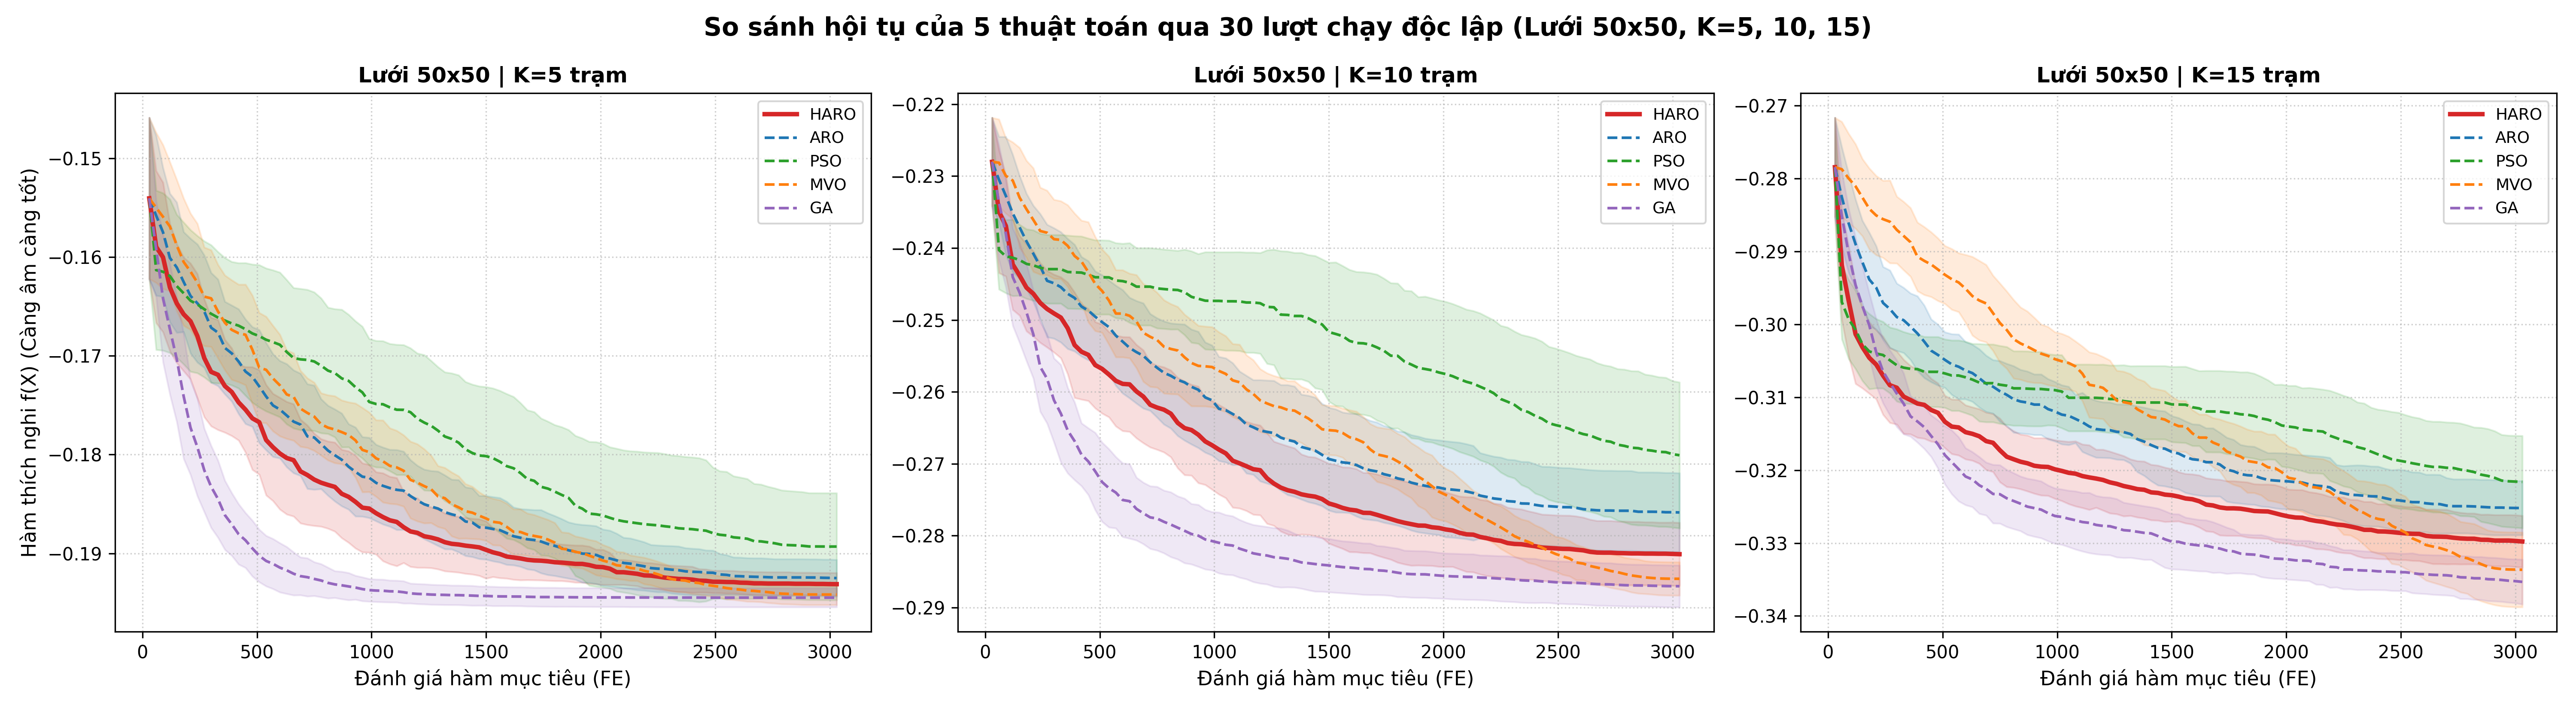 So sánh hội tụ của 5 thuật toán qua 30 lượt chạy độc lập (Lưới 50x50, K=5, 10, 15)
Lưới 50x50 | K=5 trạm
Hàm thích nghi f(X) (Càng âm càng tốt)
−0.15
−0.16
−0.17
−0.18
−0.19
HARO
ARO
PSO
MVO
GA
0 500 1000 1500 2000 2500 3000
Đánh giá hàm mục tiêu (FE)
Lưới 50x50 | K=10 trạm
−0.22
−0.23
−0.24
−0.25
−0.26
−0.27
−0.28
−0.29
HARO
ARO
PSO
MVO
GA
0 500 1000 1500 2000 2500 3000
Đánh giá hàm mục tiêu (FE)
Lưới 50x50 | K=15 trạm
−0.27
−0.28
−0.29
−0.30
−0.31
−0.32
−0.33
−0.34
HARO
ARO
PSO
MVO
GA
0 500 1000 1500 2000 2500 3000
Đánh giá hàm mục tiêu (FE)